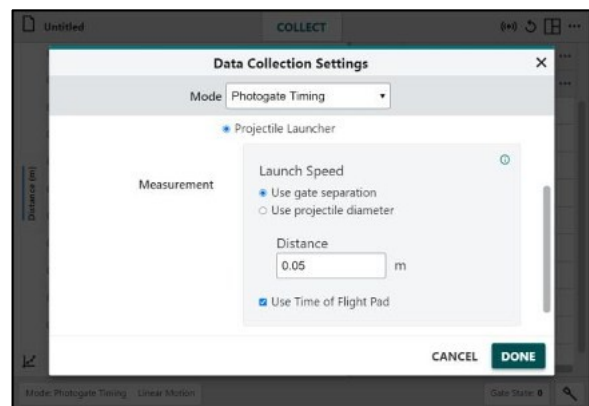 Untitled
COLLECT
Data Collection Settings
Mode Photogate Timing
Projectile Launcher
Measurement
Launch Speed
Use gate separation
Use projectile diameter
Distance
0.05 m
Use Time of Flight Pad
Distance (m)
CANCEL DONE
Mode: Photogate Timing Linear Motion Gate State: 0